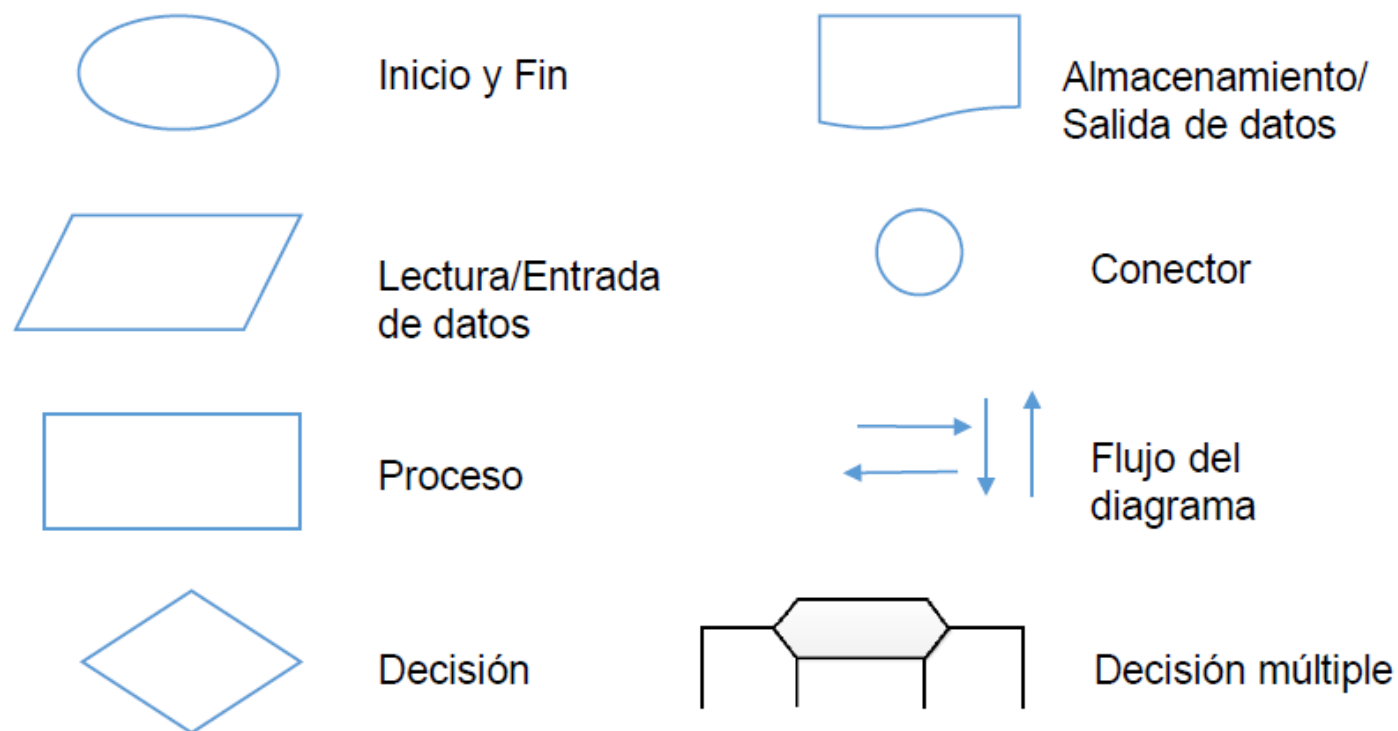 Inicio y Fin
Almacenamiento/
Salida de datos
Lectura/Entrada
de datos
Conector
Proceso
Flujo del
diagrama
Decisión
Decisión múltiple